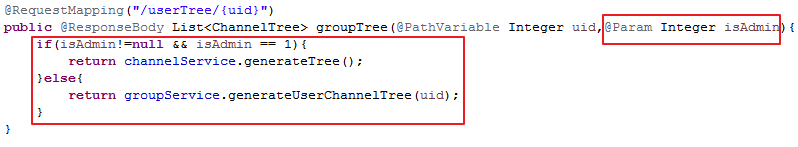 @RequestMapping("/userTree/{uid}")
public @ResponseBody List<ChannelTree> groupTree(@PathVariable Integer uid,@Param Integer isAdmin){
if(isAdmin!=null && isAdmin == 1){
return channelService.generateTree();
}else{
return groupService.generateUserChannelTree(uid);
}
}